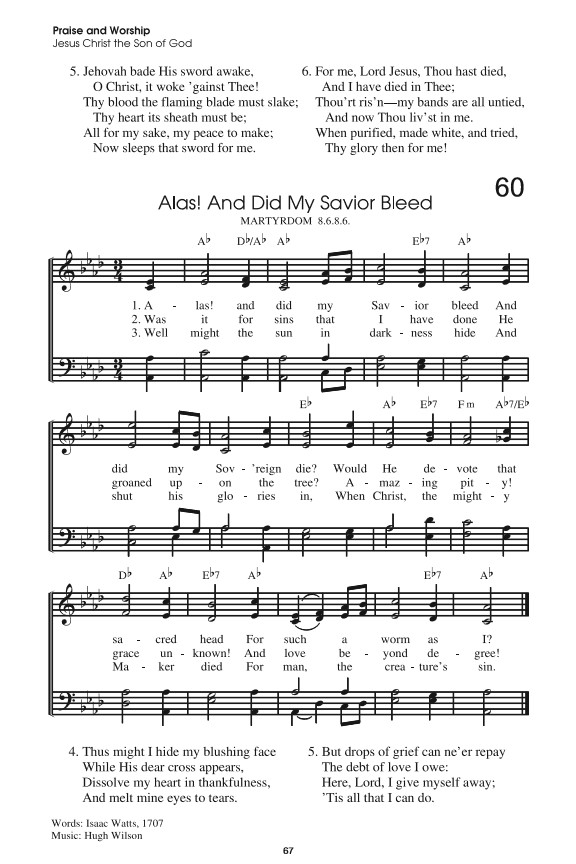 Praise and Worship
Jesus Christ the Son of God
5. Jehovah bade His sword awake,
O Christ, it woke ’gainst Thee!
Thy blood the flaming blade must slake;
Thy heart its sheath must be;
All for my sake, my peace to make;
Now sleeps that sword for me.
6. For me, Lord Jesus, Thou hast died,
And I have died in Thee;
Thou’rt ris’n—my bands are all untied,
And now Thou liv’st in me.
When purified, made white, and tried,
Thy glory then for me!
60
Alas! And Did My Savior Bleed
MARTYRDOM 8.6.8.6.
A♭ D♭/A♭ A♭ E♭7 A♭
3
4
1. A - las! and did my Sav - ior bleed And
2. Was it for sins that I have done He
3. Well might the sun in dark - ness hide And
3
4
E♭ A♭ E♭7 Fm A♭7/E♭
did my Sov - ’reign die? Would He de - vote that
groaned up - on the tree? A - maz - ing pit - y!
shut his glo - ries in, When Christ, the might - y
D♭ A♭ E♭7 A♭ E♭7 A♭
sa - cred head For such a worm as I?
grace un - known! And love be - yond de - gree!
Ma - ker died For man, the crea - ture’s sin.
4. Thus might I hide my blushing face
While His dear cross appears,
Dissolve my heart in thankfulness,
And melt mine eyes to tears.
5. But drops of grief can ne’er repay
The debt of love I owe:
Here, Lord, I give myself away;
’Tis all that I can do.
Words: Isaac Watts, 1707
Music: Hugh Wilson
67